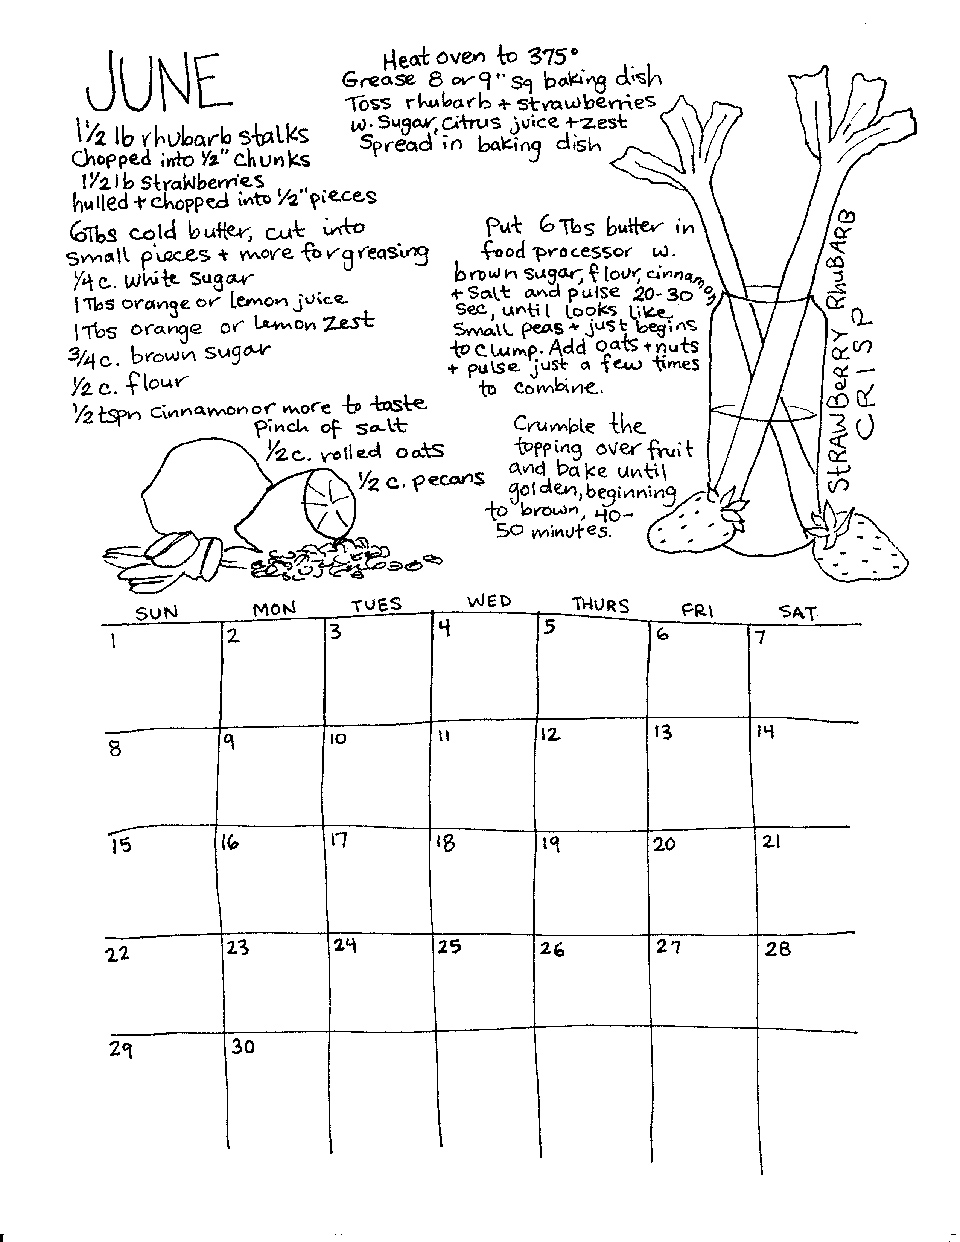 JUNE
1 1/2 lb rhubarb stalks
Chopped into 1/2" chunks
1 1/2 lb Strawberries
hulled + chopped into 1/2" pieces
6Tbs cold butter, cut into
small pieces + more for greasing
1/4 c. white sugar
1 Tbs orange or lemon juice
1 Tbs orange or lemon zest
3/4 c. brown sugar
1/2 c. flour
1/2 tspn cinnamon or more to taste
Pinch of salt
1/2 c. rolled oats
1/2 c. pecans
Heat oven to 375°
Grease 8 or 9" sq baking dish
Toss rhubarb + strawberries
w. Sugar, citrus juice + zest
Spread in baking dish
Put 6 Tbs butter in
food processor w.
brown sugar, flour, cinnamon
+ Salt and pulse 20-30
sec, until looks like
small peas + just begins
to clump. Add oats + nuts
+ pulse just a few times
to combine.
Crumble the
topping over fruit
and bake until
golden, beginning
to brown, 40-
50 minutes.
STRAWBERRY RHUBARB
CRISP
SUN MON TUES WED THURS FRI SAT
1 2 3 4 5 6 7
8 9 10 11 12 13 14
15 16 17 18 19 20 21
22 23 24 25 26 27 28
29 30